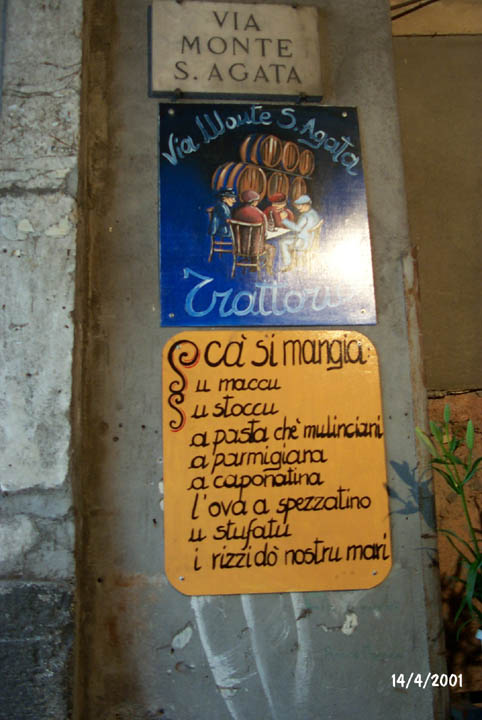 VIA
MONTE
S. AGATA
Via Monte S. Agata
Trattoria
cà si mangia
u maccu
u stoccu
a pasta chè mulinciani
a parmigiana
a caponatina
l'ova a spezzatino
u stufatu
i rizzi dò nostru mari
14/4/2001